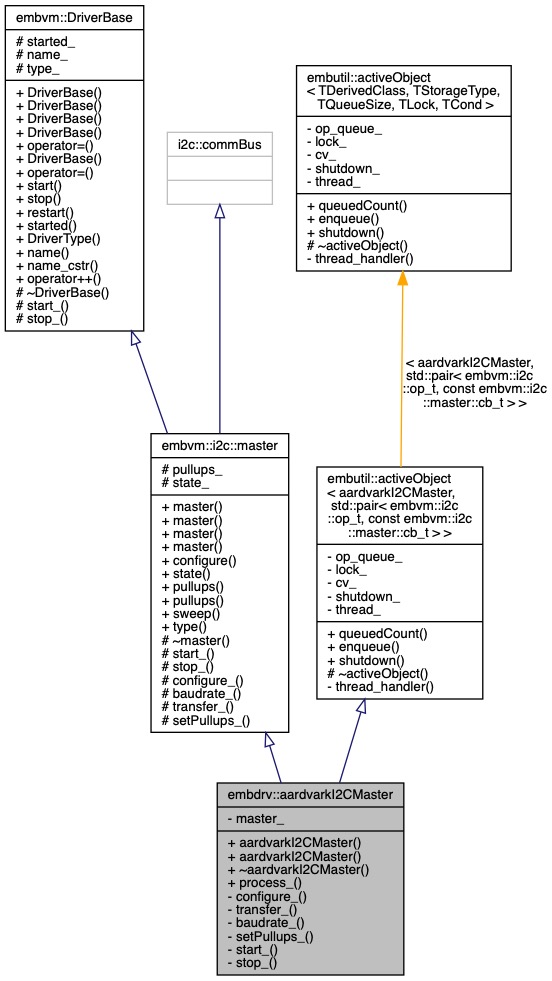 embvm::DriverBase
# started_
# name_
# type_
+ DriverBase()
+ DriverBase()
+ DriverBase()
+ DriverBase()
+ operator=()
+ DriverBase()
+ operator=()
+ start()
+ stop()
+ restart()
+ started()
+ DriverType()
+ name()
+ name_cstr()
+ operator++()
# ~DriverBase()
# start_()
# stop_()
i2c::commBus
embutil::activeObject
< TDerivedClass, TStorageType,
TQueueSize, TLock, TCond >
- op_queue_
- lock_
- cv_
- shutdown_
- thread_
+ queuedCount()
+ enqueue()
+ shutdown()
# ~activeObject()
- thread_handler()
< aardvarkI2CMaster,
std::pair< embvm::i2c
::op_t, const embvm::i2c
::master::cb_t > >
embvm::i2c::master
# pullups_
# state_
+ master()
+ master()
+ master()
+ master()
+ configure()
+ state()
+ pullups()
+ pullups()
+ sweep()
+ type()
# ~master()
# start_()
# stop_()
# configure_()
# baudrate_()
# transfer_()
# setPullups_()
embutil::activeObject
< aardvarkI2CMaster,
std::pair< embvm::i2c
::op_t, const embvm::i2c
::master::cb_t > >
- op_queue_
- lock_
- cv_
- shutdown_
- thread_
+ queuedCount()
+ enqueue()
+ shutdown()
# ~activeObject()
- thread_handler()
embdrv::aardvarkI2CMaster
- master_
+ aardvarkI2CMaster()
+ aardvarkI2CMaster()
+ ~aardvarkI2CMaster()
+ process_()
- configure_()
- transfer_()
- baudrate_()
- setPullups_()
- start_()
- stop_()